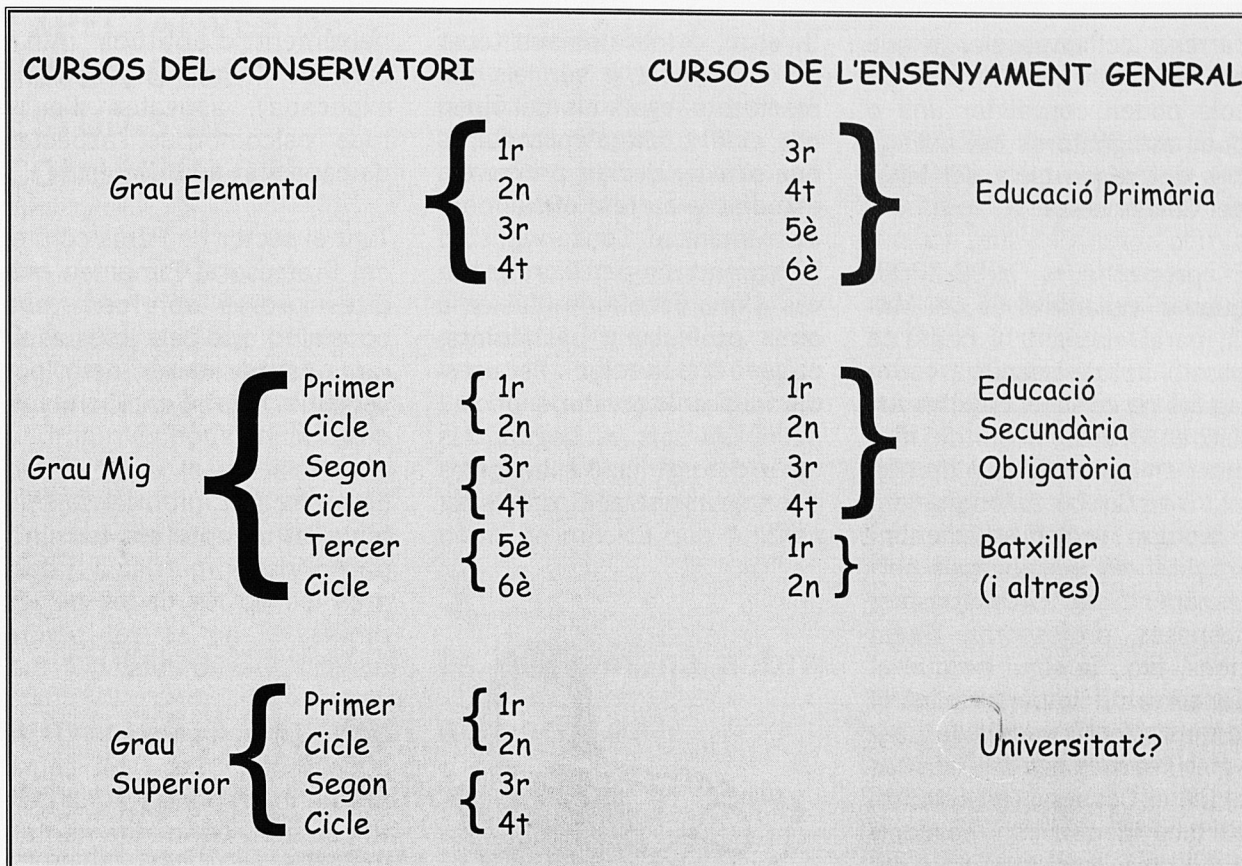 CURSOS DEL CONSERVATORI CURSOS DE L'ENSENYAMENT GENERAL
1r 3r
Grau Elemental 2n 4t Educació Primària
3r 5è
4t 6è
Primer 1r 1r Educació
Cicle 2n 2n Secundària
Grau Mig Segon 3r 3r Obligatòria
Cicle 4t 4t
Tercer 5è 1r Batxiller
Cicle 6è 2n (i altres)
Primer 1r
Grau Cicle 2n Universitat¿?
Superior Segon 3r
Cicle 4t